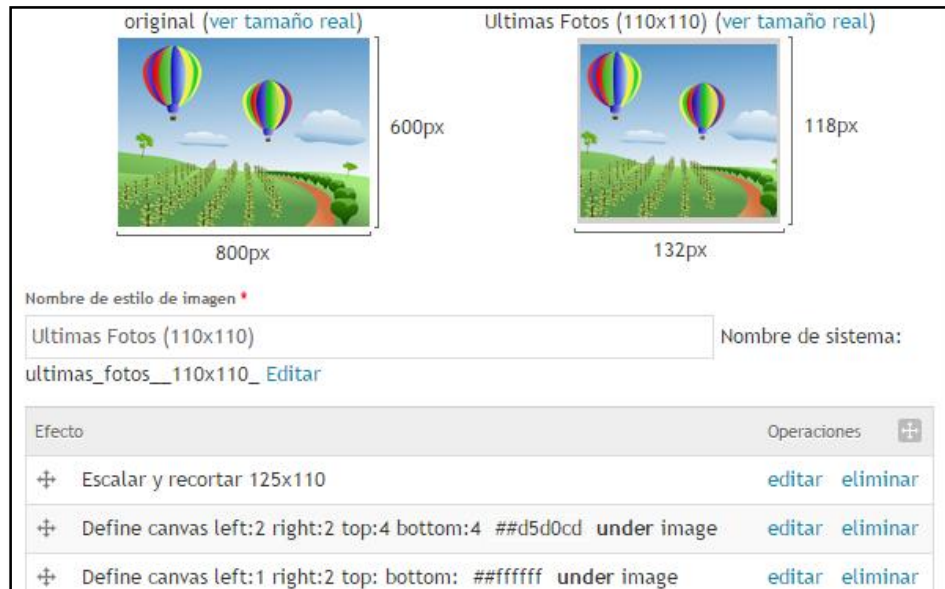 original (ver tamaño real)
Ultimas Fotos (110x110) (ver tamaño real)
600px
118px
800px
132px
Nombre de estilo de imagen *
Ultimas Fotos (110x110)
Nombre de sistema:
ultimas_fotos__110x110_ Editar
Efecto Operaciones
Escalar y recortar 125x110 editar eliminar
Define canvas left:2 right:2 top:4 bottom:4 ##d5d0cd under image editar eliminar
Define canvas left:1 right:2 top: bottom: ##ffffff under image editar eliminar